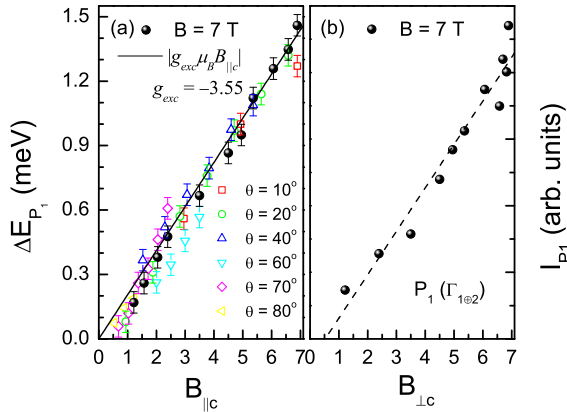 (a)
B = 7 T
|g_exc μ_B B_||c|
g_exc = −3.55
θ = 10°
θ = 20°
θ = 40°
θ = 60°
θ = 70°
θ = 80°
ΔE_P₁ (meV)
1.5
1.2
0.9
0.6
0.3
0.0
0 1 2 3 4 5 6 7
B_||c
(b)
B = 7 T
P₁ (Γ₁⊕₂)
1 2 3 4 5 6 7
B_⊥c
I_P1 (arb. units)